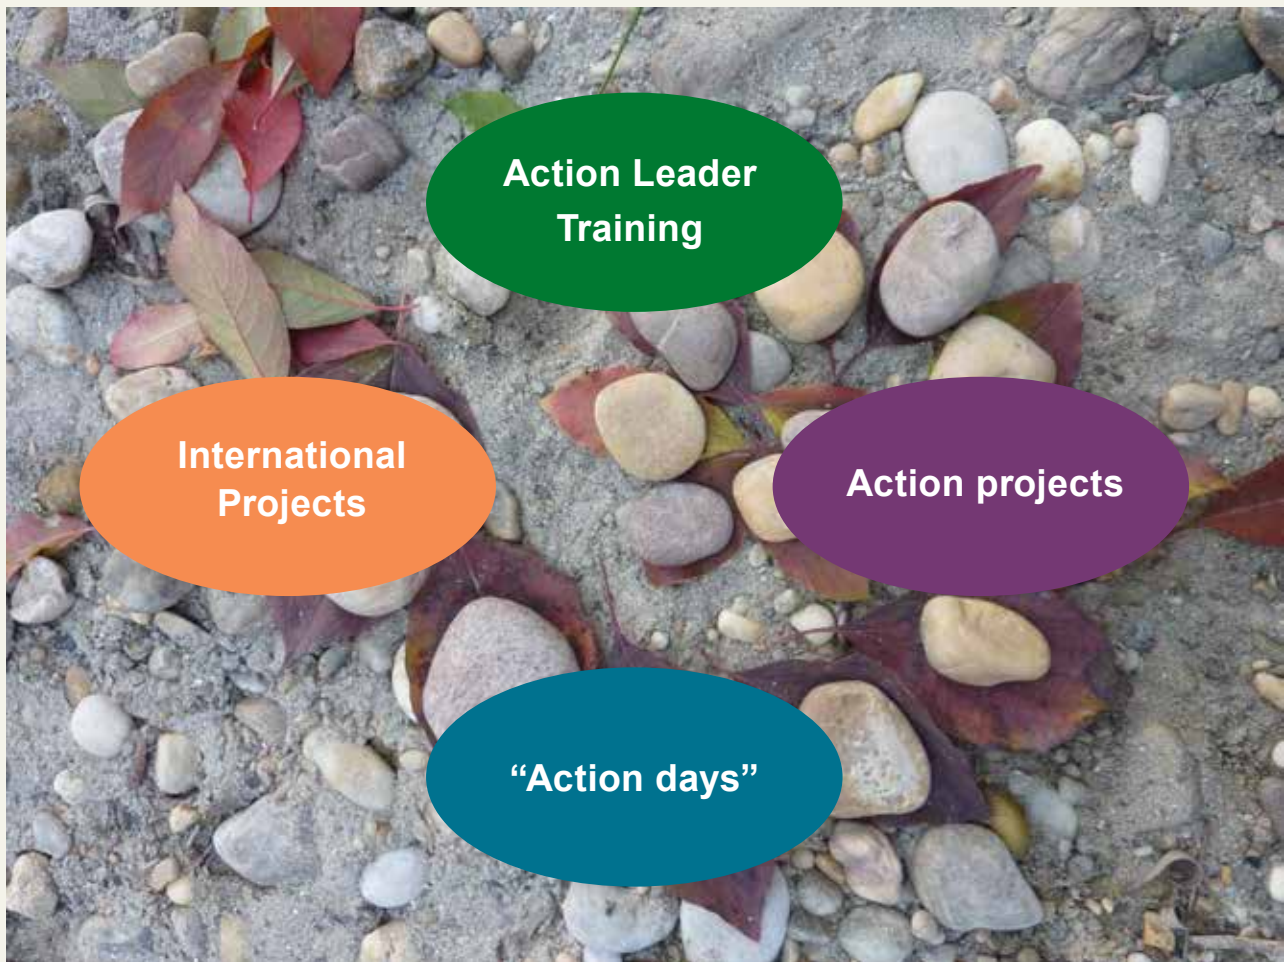 Action Leader
Training
International
Projects
Action projects
“Action days”